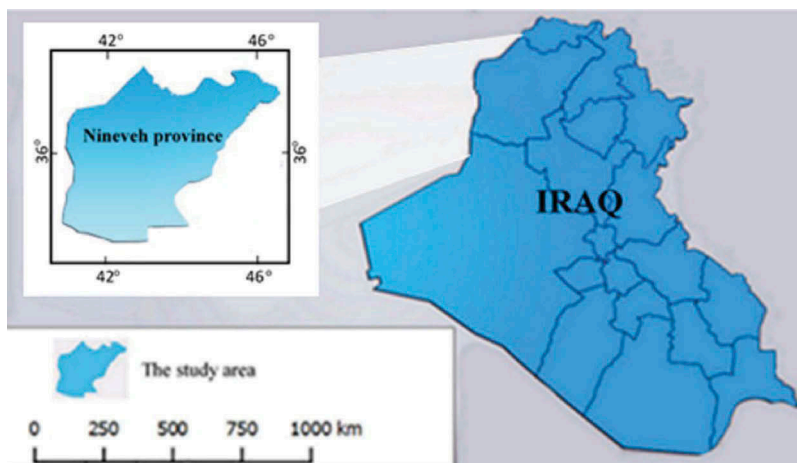 42° 46°
Nineveh province
36° 36°
42° 46°
IRAQ
The study area
0 250 500 750 1000 km